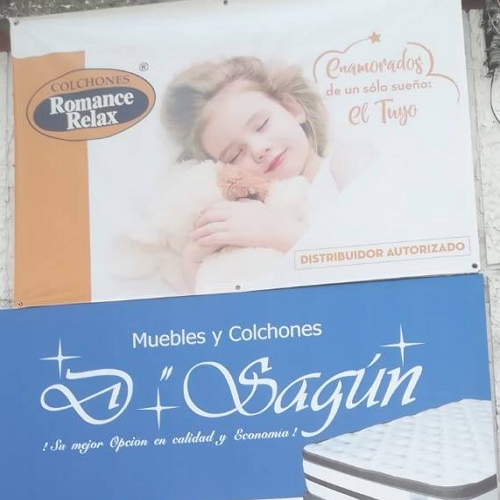 COLCHONES
Romance
Relax
®
Enamorados
de un sólo sueño:
El Tuyo
DISTRIBUIDOR AUTORIZADO
Muebles y Colchones
D\"Sagún
! Su mejor Opcion en calidad y Economia !